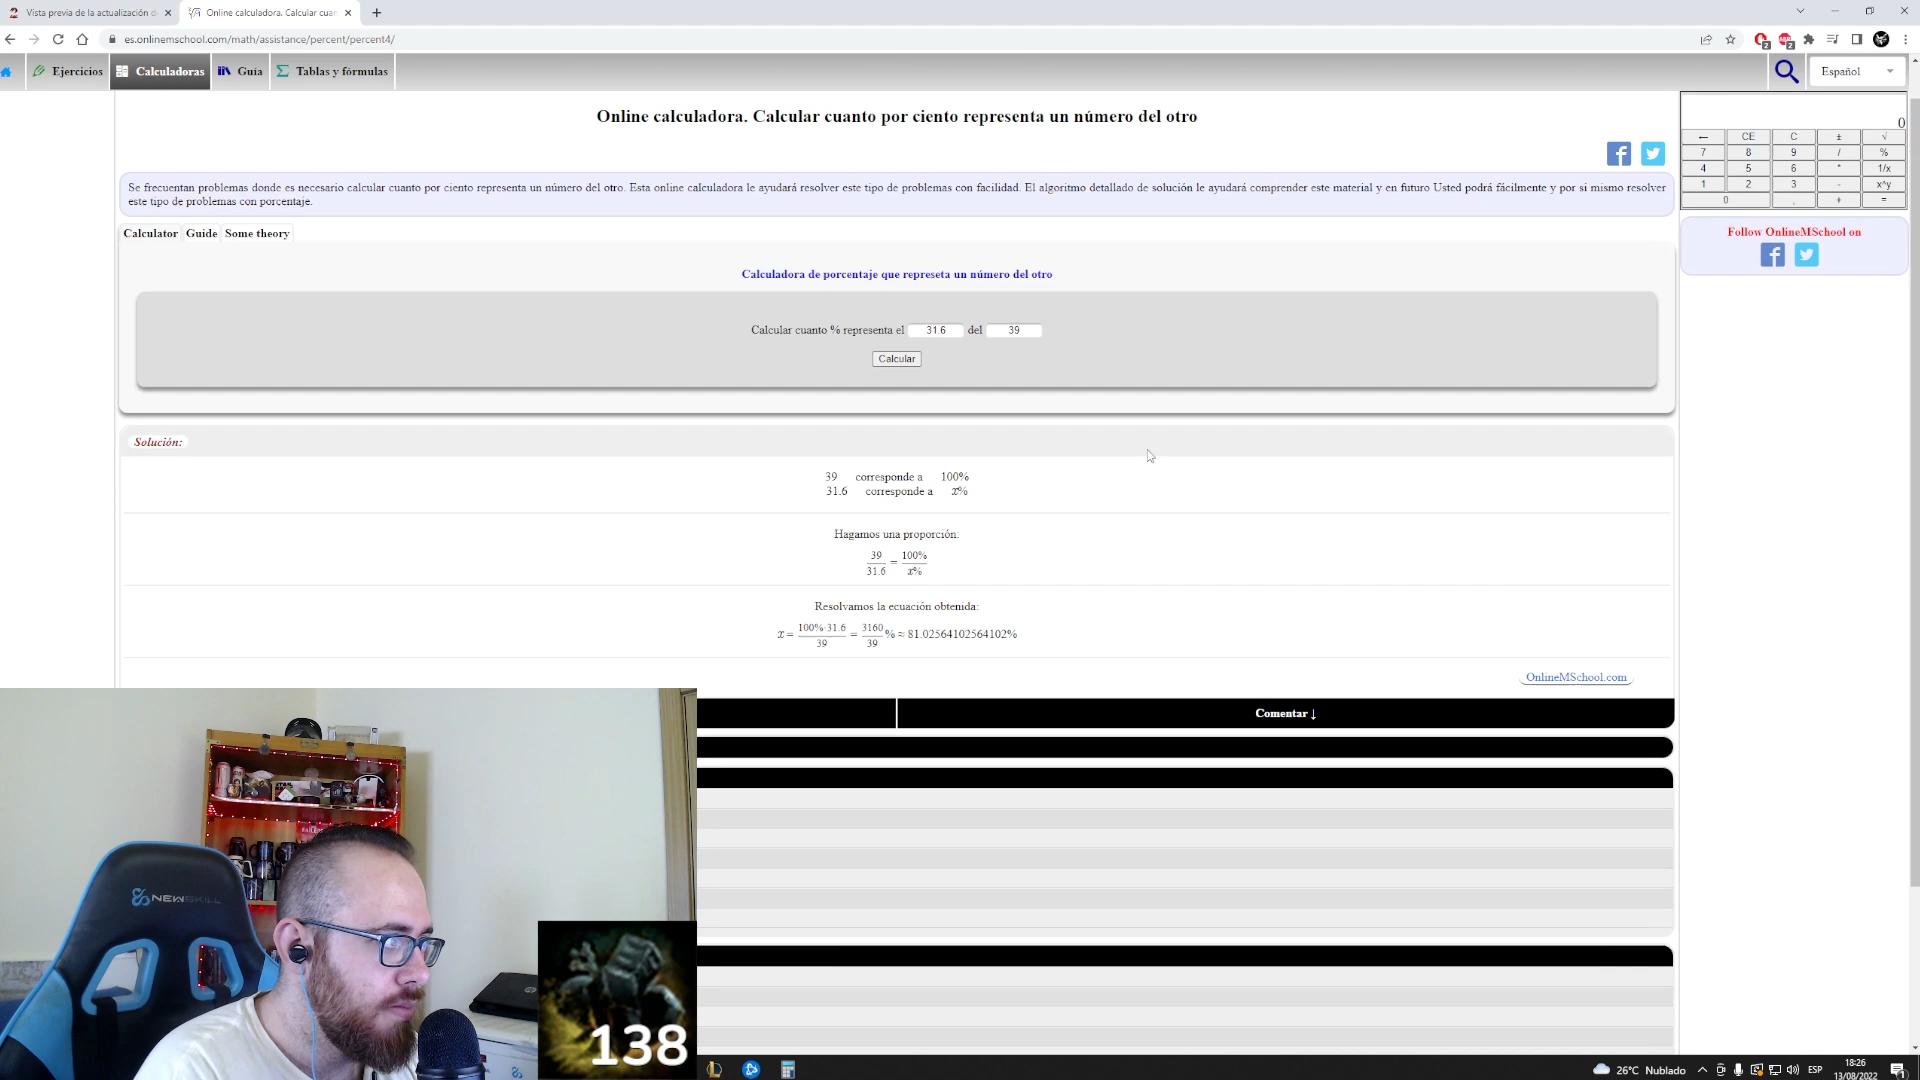 Vista previa de la actualización d
Online calculadora. Calcular cuan
es.onlinemschool.com/math/assistance/percent/percent4/
Ejercicios
Calculadoras
Guía
Tablas y fórmulas
Español
Online calculadora. Calcular cuanto por ciento representa un número del otro
Se frecuentan problemas donde es necesario calcular cuanto por ciento representa un número del otro. Esta online calculadora le ayudará resolver este tipo de problemas con facilidad. El algoritmo detallado de solución le ayudará comprender este material y en futuro Usted podrá fácilmente y por si mismo resolver
este tipo de problemas con porcentaje.
Calculator Guide Some theory
Calculadora de porcentaje que represeta un número del otro
Calcular cuanto % representa el 31.6 del 39
Calcular
Solución:
39 corresponde a 100%
31.6 corresponde a x%
Hagamos una proporción:
39/31.6 = 100%/x%
Resolvamos la ecuación obtenida:
x = 100%·31.6/39 = 3160/39 % ≈ 81.02564102564102%
OnlineMSchool.com
Comentar ↓
0
← CE C ± √
7 8 9 / %
4 5 6 * 1/x
1 2 3 - x^y
0 . + =
Follow OnlineMSchool on
NEWSKILL
138
26°C Nublado
ESP
18:26
13/08/2022